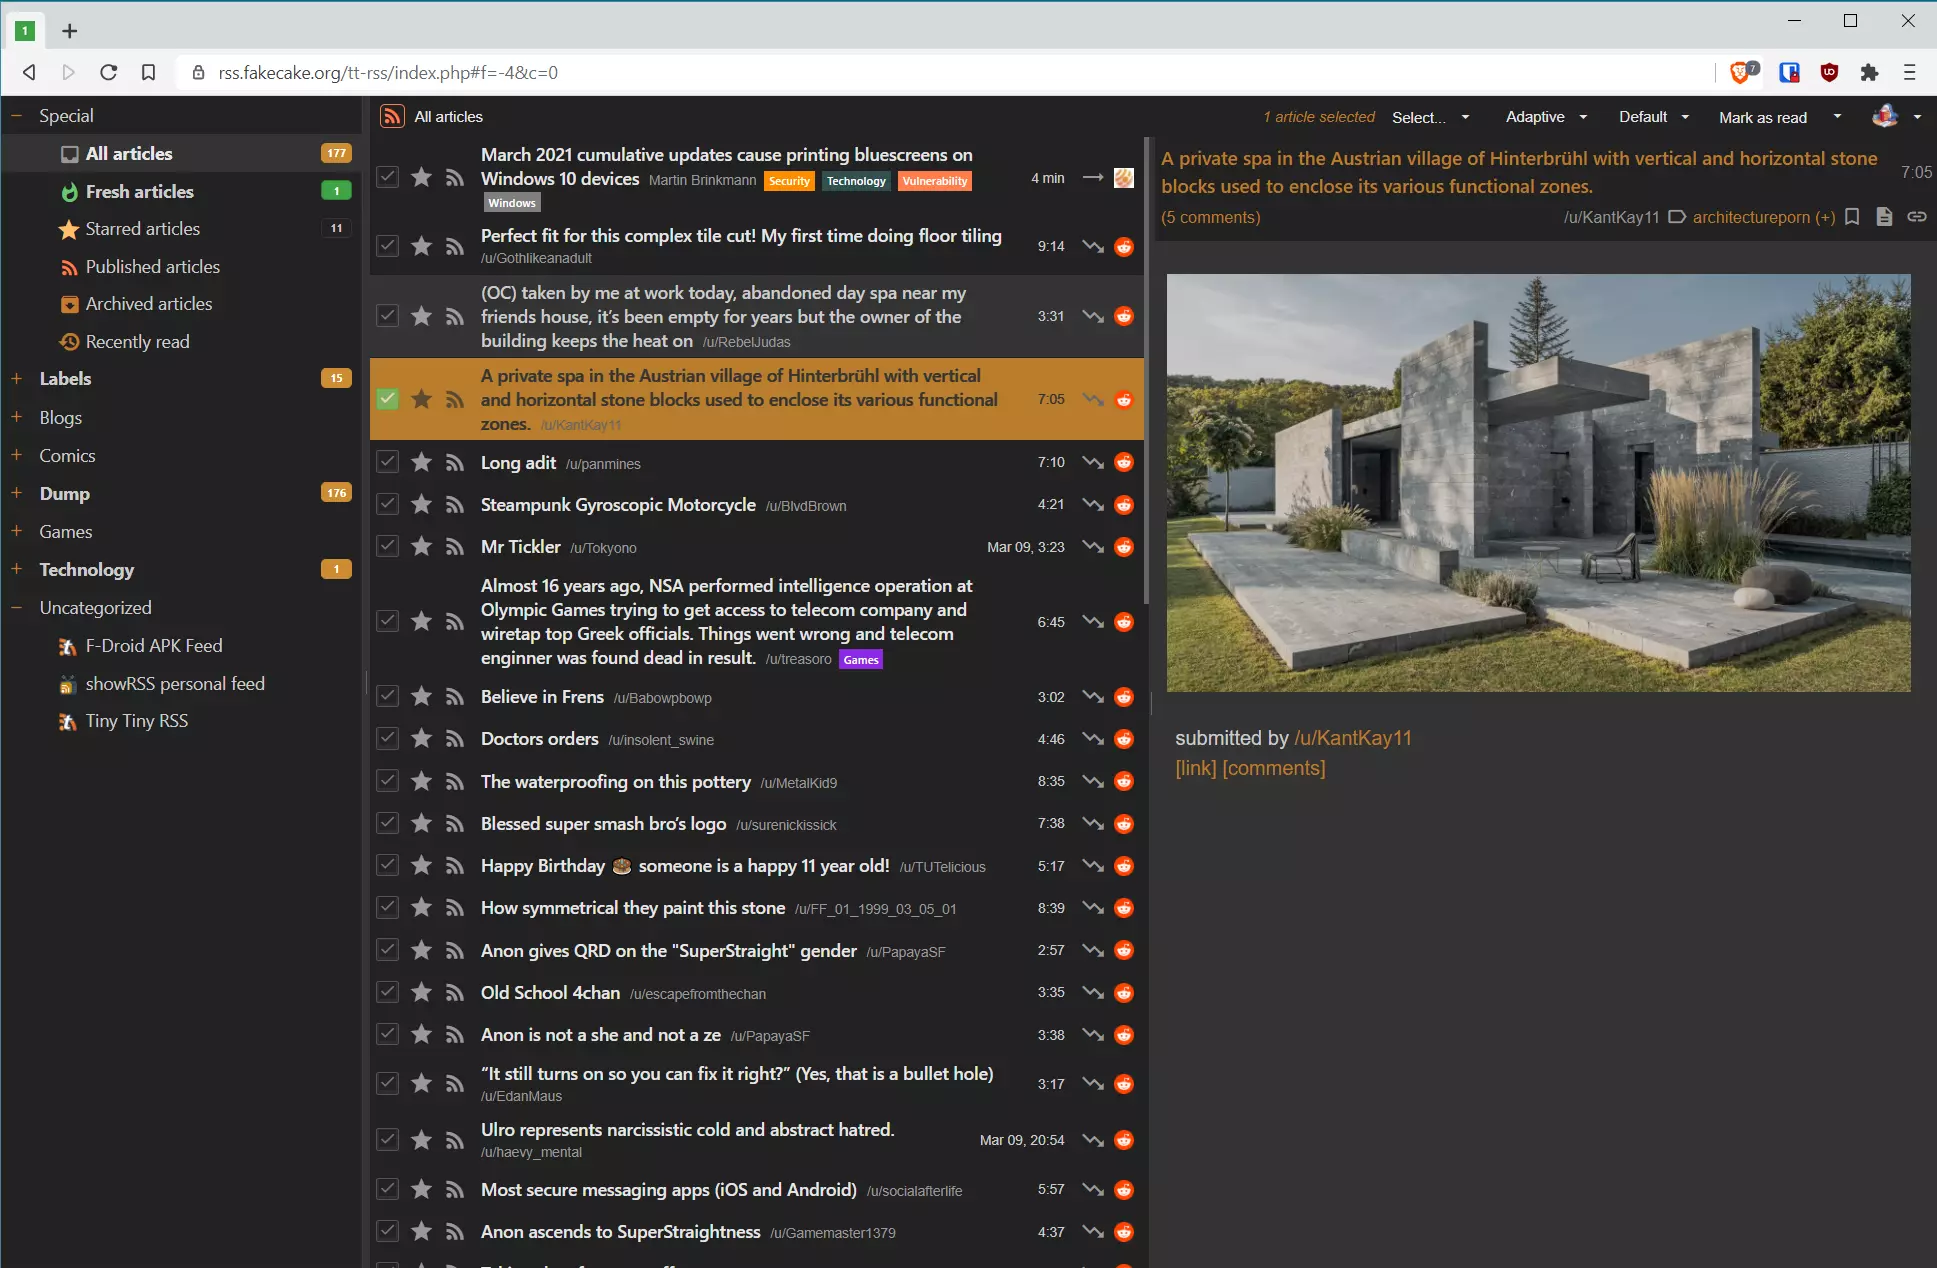 1
rss.fakecake.org/tt-rss/index.php#f=-4&c=0
7
Special
All articles 177
Fresh articles 1
Starred articles 11
Published articles
Archived articles
Recently read
Labels 15
Blogs
Comics
Dump 176
Games
Technology 1
Uncategorized
F-Droid APK Feed
showRSS personal feed
Tiny Tiny RSS
All articles
1 article selected Select... Adaptive Default Mark as read
March 2021 cumulative updates cause printing bluescreens on
Windows 10 devices Martin Brinkmann Security Technology Vulnerability
Windows
4 min
Perfect fit for this complex tile cut! My first time doing floor tiling
/u/Gothlikeanadult
9:14
(OC) taken by me at work today, abandoned day spa near my
friends house, it’s been empty for years but the owner of the
building keeps the heat on /u/RebelJudas
3:31
A private spa in the Austrian village of Hinterbrühl with vertical
and horizontal stone blocks used to enclose its various functional
zones. /u/KantKay11
7:05
Long adit /u/panmines 7:10
Steampunk Gyroscopic Motorcycle /u/BlvdBrown 4:21
Mr Tickler /u/Tokyono Mar 09, 3:23
Almost 16 years ago, NSA performed intelligence operation at
Olympic Games trying to get access to telecom company and
wiretap top Greek officials. Things went wrong and telecom
enginner was found dead in result. /u/treasoro Games
6:45
Believe in Frens /u/Babowpbowp 3:02
Doctors orders /u/insolent_swine 4:46
The waterproofing on this pottery /u/MetalKid9 8:35
Blessed super smash bro’s logo /u/surenickissick 7:38
Happy Birthday 🎂 someone is a happy 11 year old! /u/TUTelicious 5:17
How symmetrical they paint this stone /u/FF_01_1999_03_05_01 8:39
Anon gives QRD on the "SuperStraight" gender /u/PapayaSF 2:57
Old School 4chan /u/escapefromthechan 3:35
Anon is not a she and not a ze /u/PapayaSF 3:38
“It still turns on so you can fix it right?” (Yes, that is a bullet hole)
/u/EdanMaus
3:17
Ulro represents narcissistic cold and abstract hatred.
/u/haevy_mental
Mar 09, 20:54
Most secure messaging apps (iOS and Android) /u/socialafterlife 5:57
Anon ascends to SuperStraightness /u/Gamemaster1379 4:37
A private spa in the Austrian village of Hinterbrühl with vertical and horizontal stone
blocks used to enclose its various functional zones.
7:05
(5 comments) /u/KantKay11 architectureporn (+)
submitted by /u/KantKay11
[link] [comments]